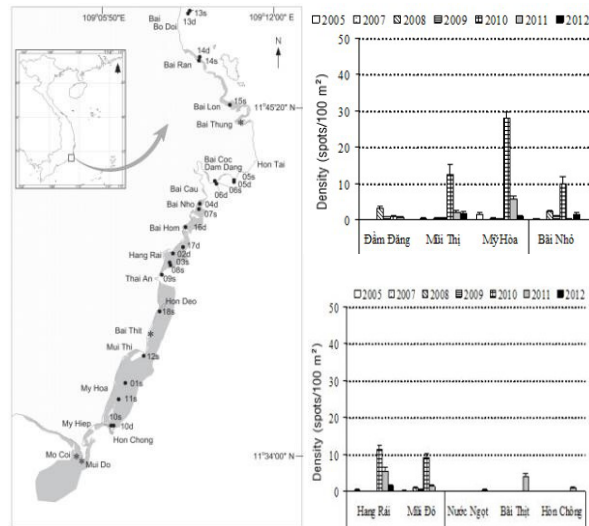 109°05'50" E
109°12'00" E
N
11°45'20" N
11°34'00" N
Bai
Bo Doi
13s
13d
14d
Bai Ran
14s
15s
Bai Lon
Bai Thung
Hon Tai
Bai Coc
Dam Dang
05s
05d
06s
06d
Bai Cau
Bai Nho
04d
07s
Bai Hom
16d
17d
Hang Rai
02d
03s
08s
Thai An
09s
Hon Deo
18s
Bai Thit
Mui Thi
12s
My Hoa
01s
11s
10s
My Hiep
10d
Hon Chong
Mo Coi
Mui Do
2005 2007 2008 2009 2010 2011 2012
Density (spots/100 m²)
50
40
30
20
10
0
Đầm Đăng Mũi Thị Mỹ Hòa Bãi Nhỏ
2005 2007 2008 2009 2010 2011 2012
Density (spots/100 m²)
50
40
30
20
10
0
Hang Rái Mũi Đỏ Nước Ngọt Bãi Thịt Hòn Chồng